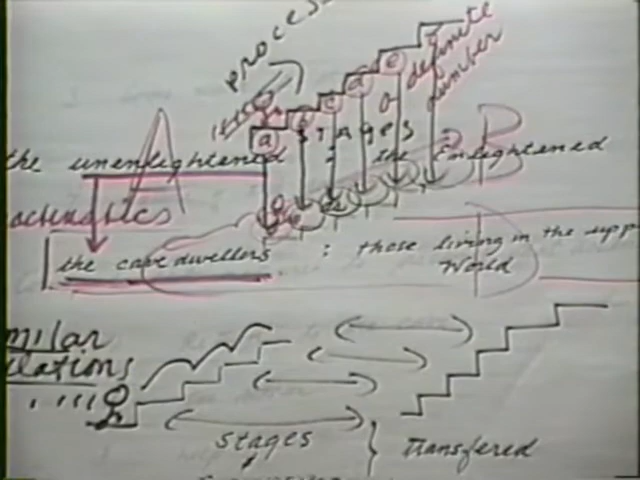 process
a b c d e
a definite
number
stages
A B
the unenlightened : the Enlightened
the cave dwellers : those living in the upp
World
milar
lations
stages } Transfered